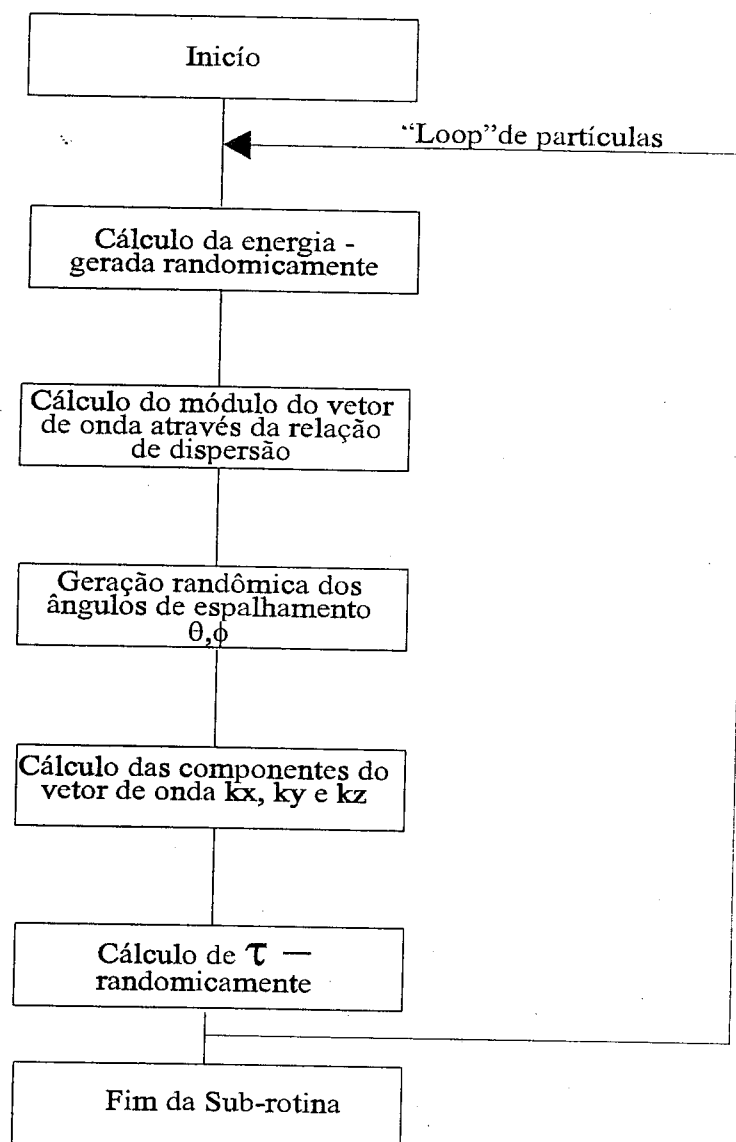 Inicío
“Loop”de partículas
Cálculo da energia -
gerada randomicamente
Cálculo do módulo do vetor
de onda através da relação
de dispersão
Geração randômica dos
ângulos de espalhamento
θ,ϕ
Cálculo das componentes do
vetor de onda kx, ky e kz
Cálculo de τ —
randomicamente
Fim da Sub-rotina